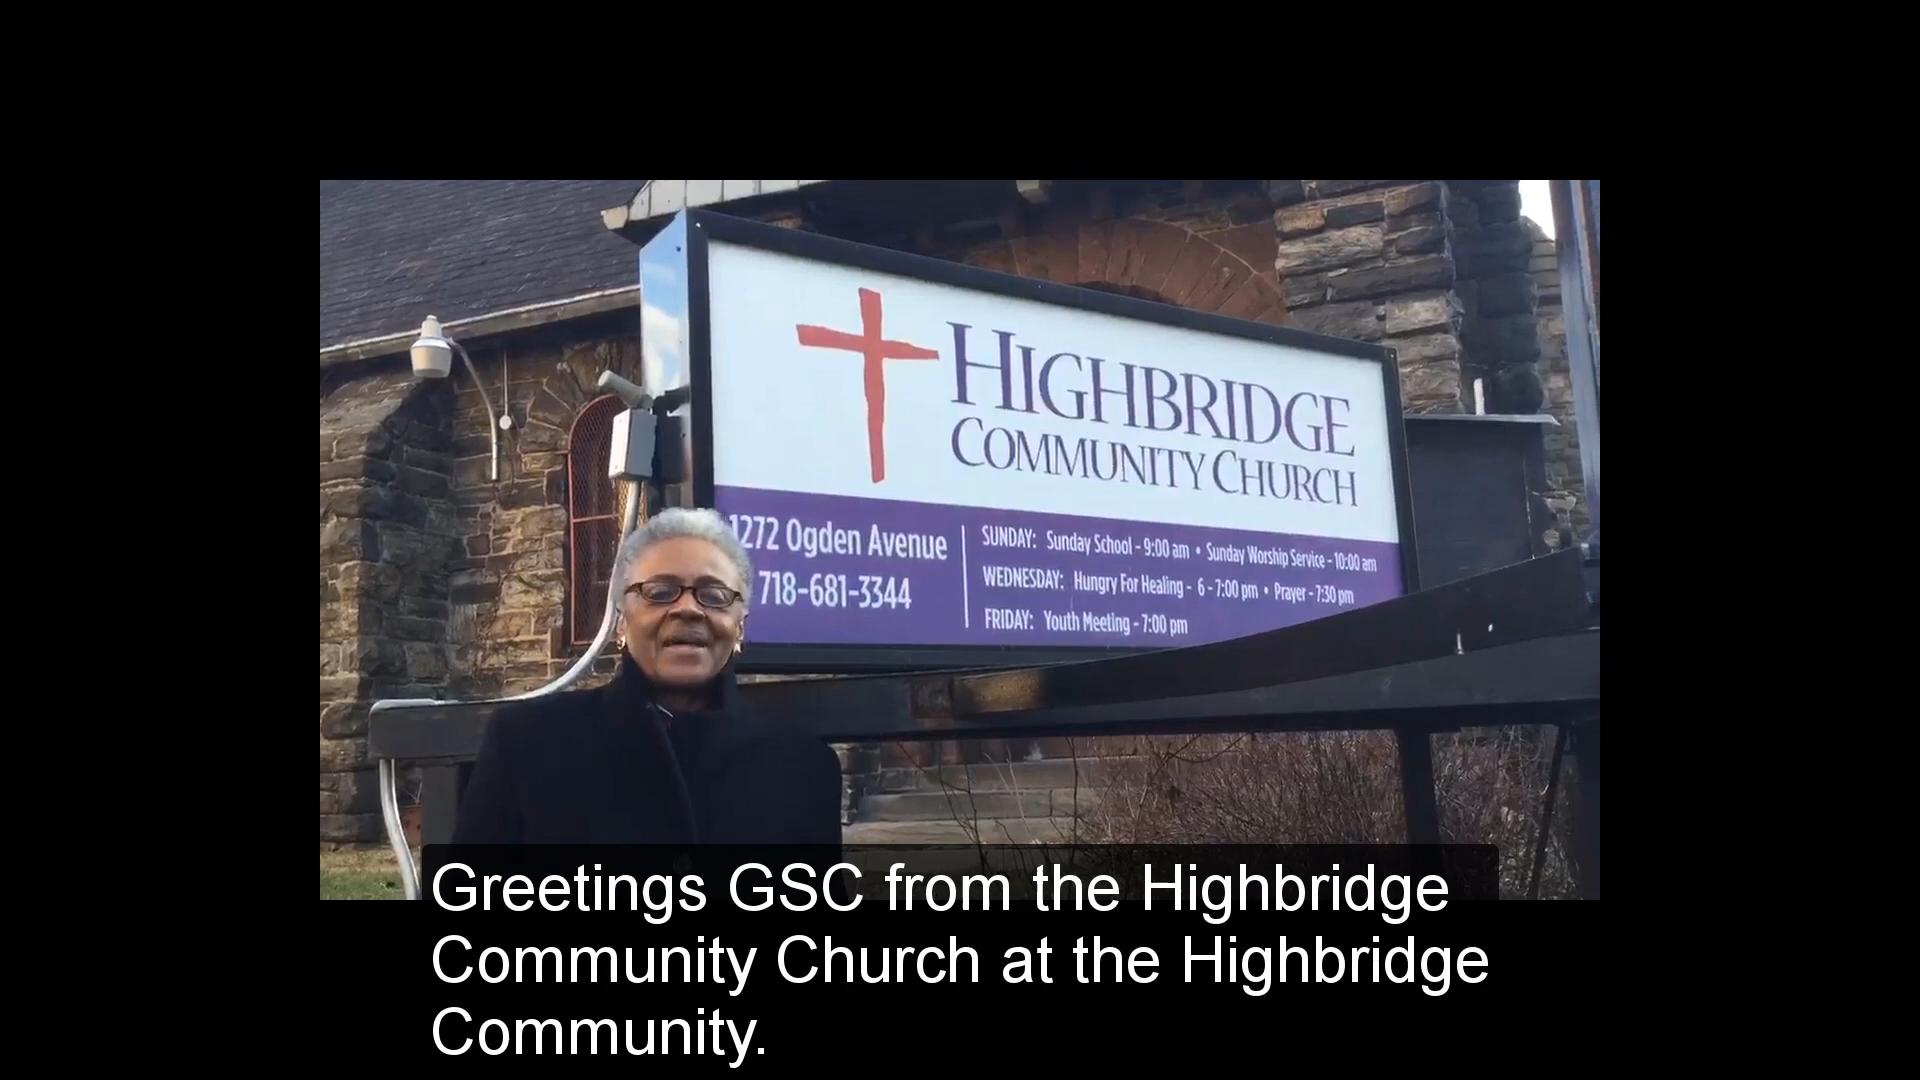 HIGHBRIDGE
COMMUNITY CHURCH
1272 Ogden Avenue
718-681-3344
SUNDAY: Sunday School - 9:00 am • Sunday Worship Service - 10:00 am
WEDNESDAY: Hungry For Healing - 6 - 7:00 pm • Prayer - 7:30 pm
FRIDAY: Youth Meeting - 7:00 pm
Greetings GSC from the Highbridge
Community Church at the Highbridge
Community.